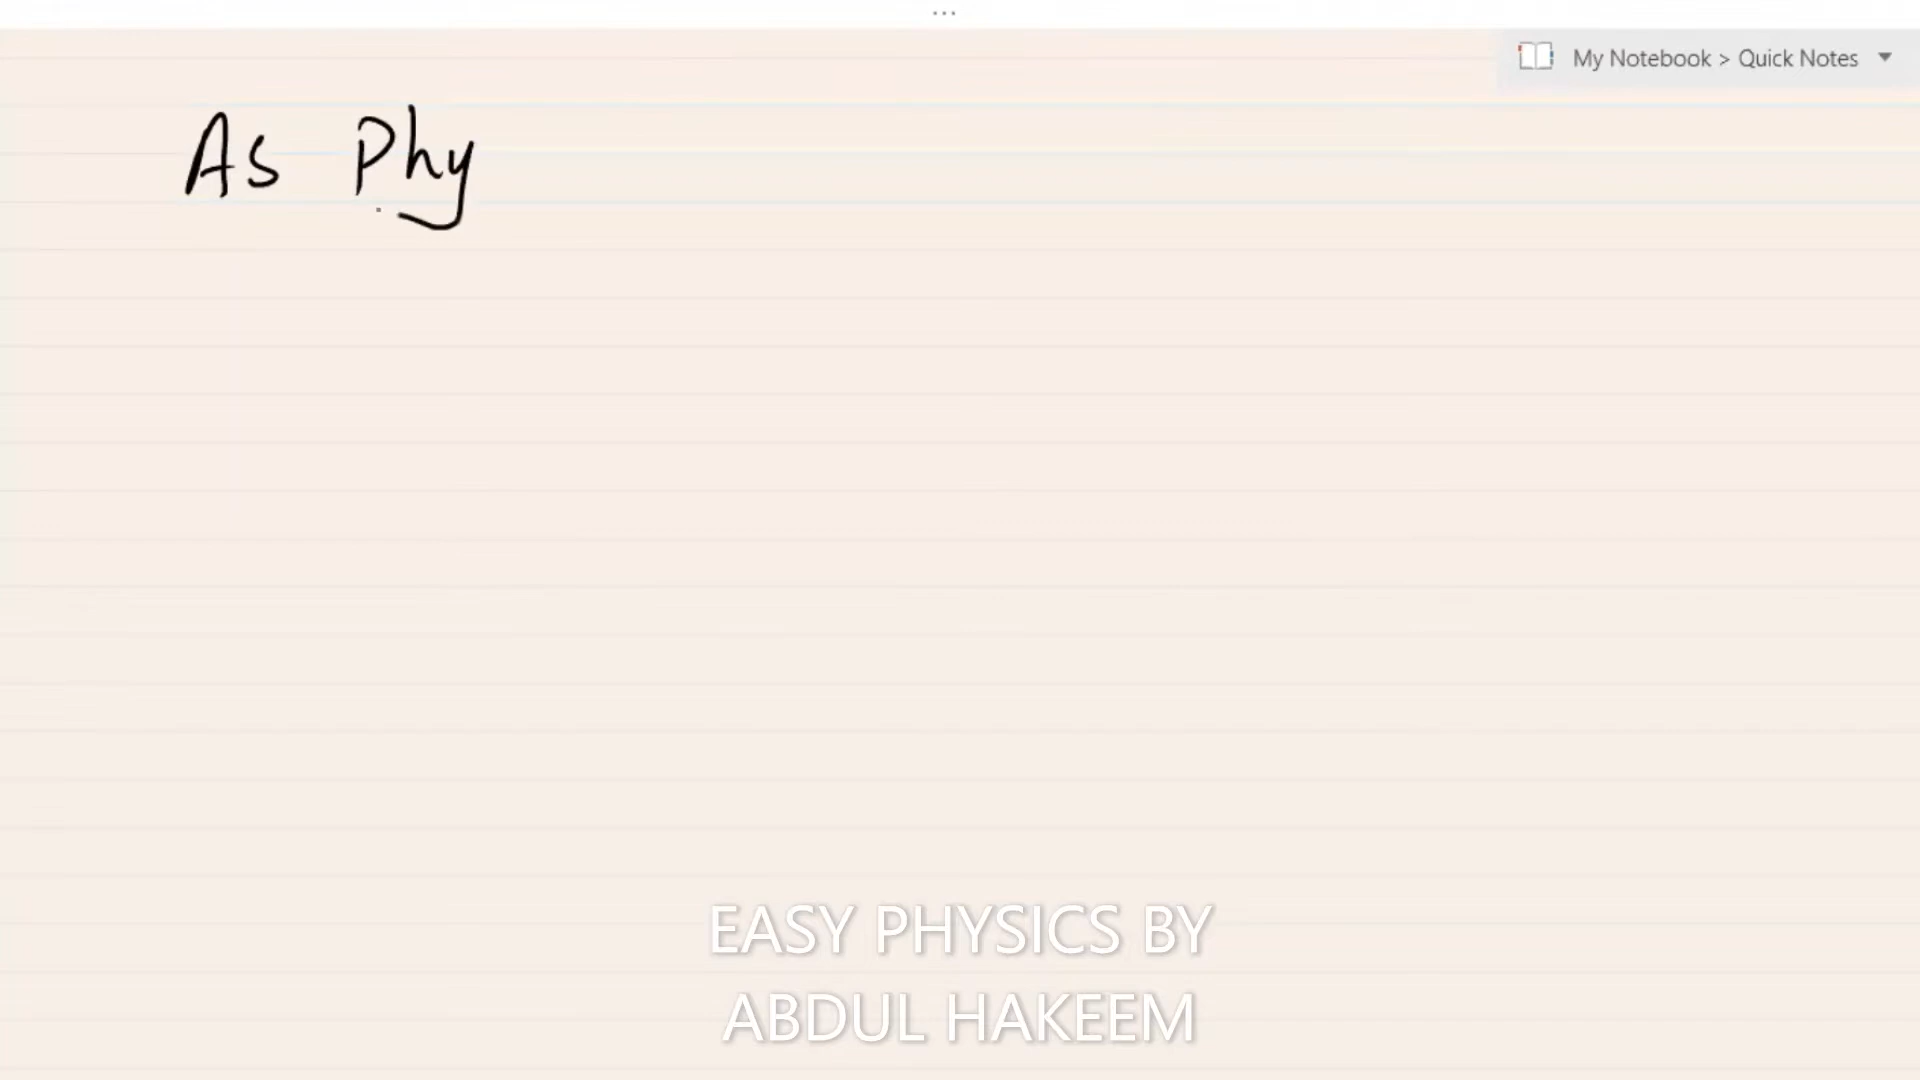 ...
My Notebook > Quick Notes
As Phy
EASY PHYSICS BY
ABDUL HAKEEM